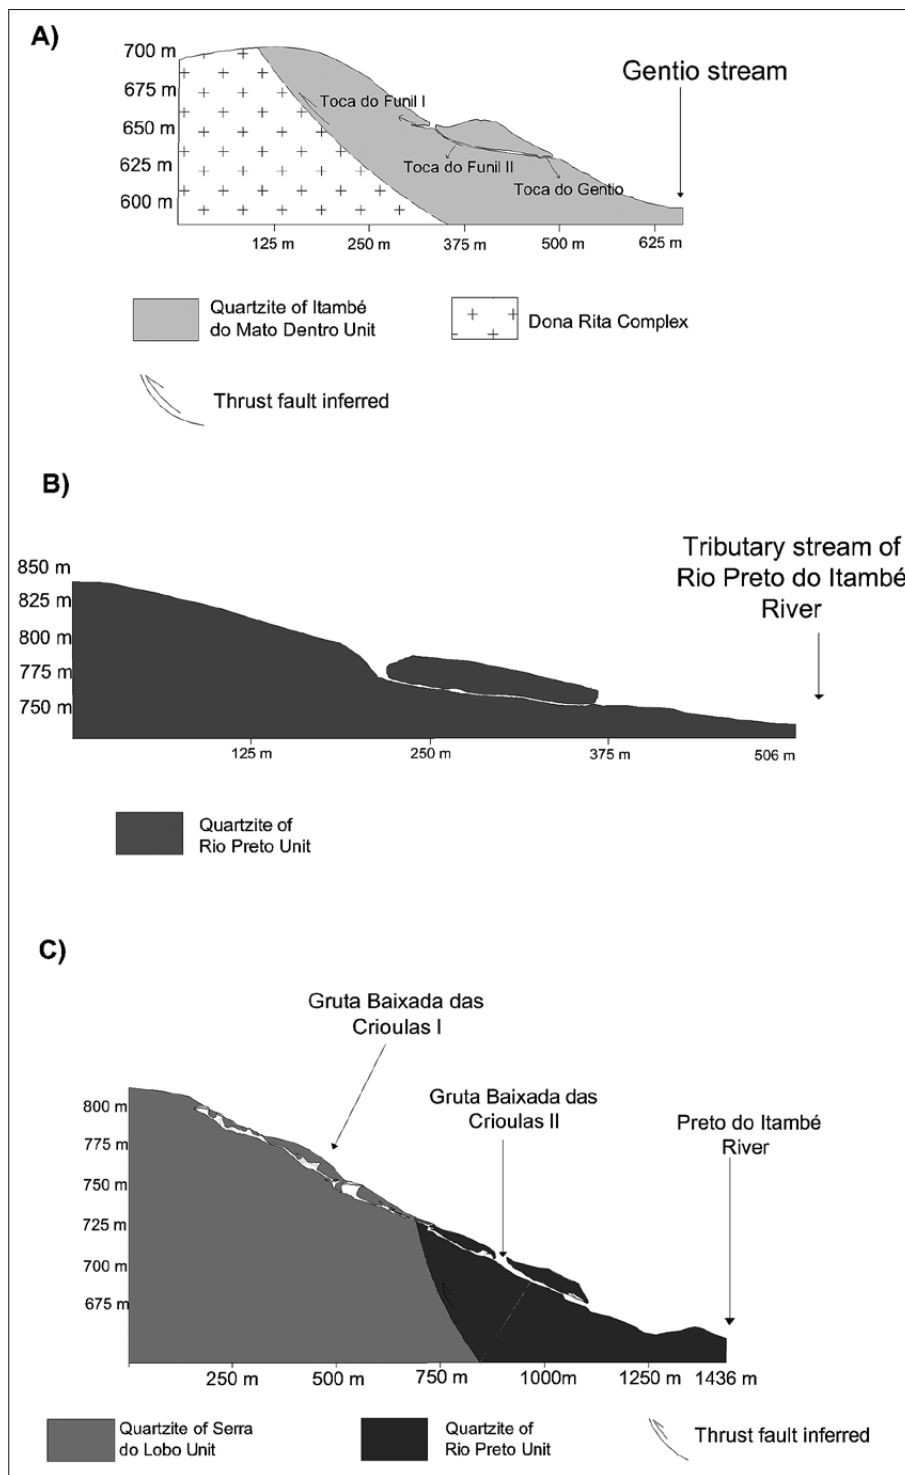 A)
700 m
675 m
650 m
625 m
600 m
Gentio stream
Toca do Funil I
Toca do Funil II
Toca do Gentio
125 m
250 m
375 m
500 m
625 m
Quartzite of Itambé
do Mato Dentro Unit
Dona Rita Complex
Thrust fault inferred
B)
850 m
825 m
800 m
775 m
750 m
Tributary stream of
Rio Preto do Itambé
River
125 m
250 m
375 m
506 m
Quartzite of
Rio Preto Unit
C)
Gruta Baixada das
Crioulas I
Gruta Baixada das
Crioulas II
Preto do Itambé
River
800 m
775 m
750 m
725 m
700 m
675 m
250 m
500 m
750 m
1000m
1250 m
1436 m
Quartzite of Serra
do Lobo Unit
Quartzite of
Rio Preto Unit
Thrust fault inferred